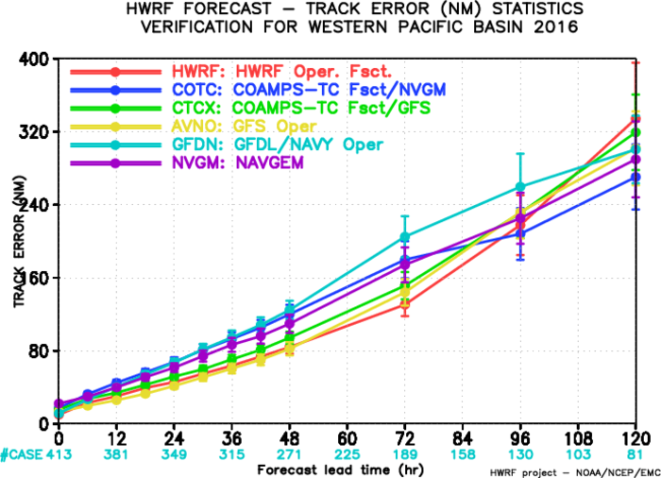 HWRF FORECAST – TRACK ERROR (NM) STATISTICS
VERIFICATION FOR WESTERN PACIFIC BASIN 2016
400
HWRF: HWRF Oper. Fsct.
COTC: COAMPS-TC Fsct/NVGM
CTCX: COAMPS-TC Fsct/GFS
AVNO: GFS Oper
GFDN: GFDL/NAVY Oper
NVGM: NAVGEM
320
240
TRACK ERROR (NM)
160
80
0
0 12 24 36 48 60 72 84 96 108 120
#CASE 413 381 349 315 271 225 189 158 130 103 81
Forecast lead time (hr)
HWRF project – NOAA/NCEP/EMC